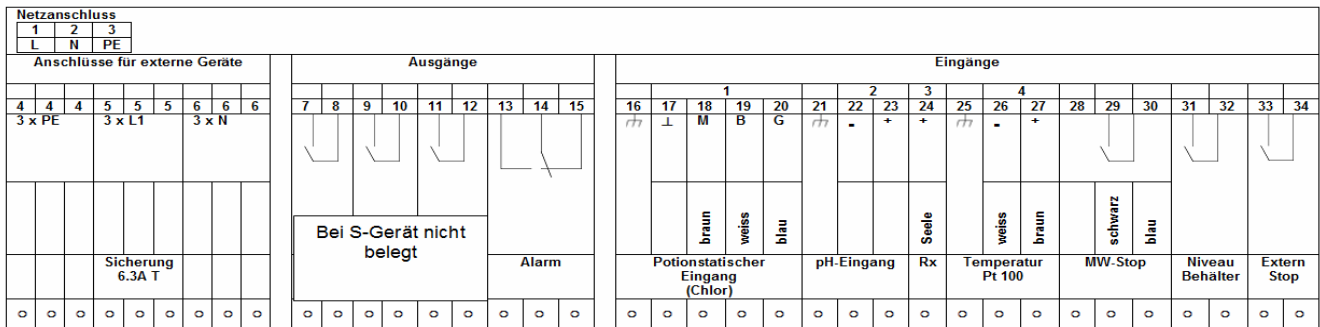 Netzanschluss
1 2 3
L N PE
Anschlüsse für externe Geräte Ausgänge Eingänge
1 2 3 4
4 4 4 5 5 5 6 6 6 7 8 9 10 11 12 13 14 15 16 17 18 19 20 21 22 23 24 25 26 27 28 29 30 31 32 33 34
3 x PE 3 x L1 3 x N ⊥ M B G - + + - +
braun weiss blau Seele weiss braun schwarz blau
Bei S-Gerät nicht
belegt
Sicherung Alarm Potionstatischer pH-Eingang Rx Temperatur MW-Stop Niveau Extern
6.3A T Eingang Pt 100 Behälter Stop
(Chlor)